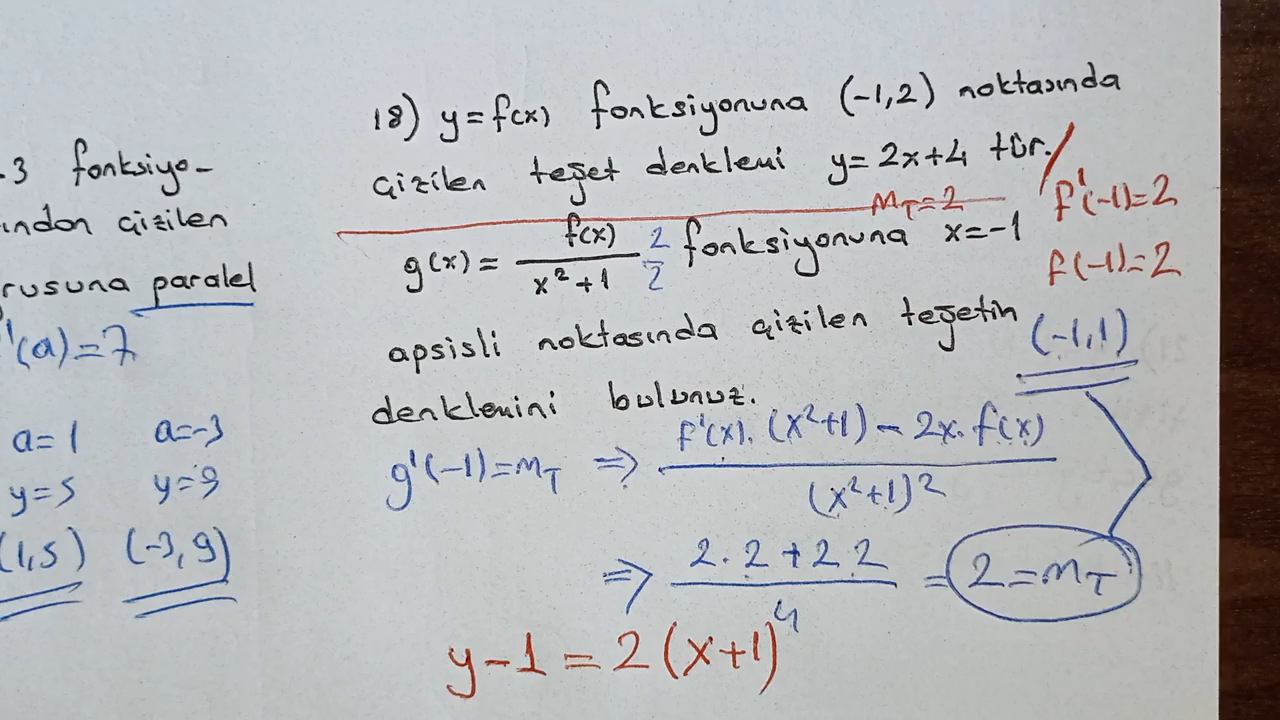 .3 fonksiyo-
ından çizilen
rusuna paralel
'(a)=7
a=1 a=-3
y=5 y=9
(1,5) (-3,9)
18) y=f(x) fonksiyonuna (-1,2) noktasında
çizilen teğet denklemi y=2x+4 tür.
MT=2 f'(-1)=2
f(-1)=2
g(x)= f(x) / x²+1 2/2 fonksiyonuna x=-1
apsisli noktasında çizilen teğetin (-1,1)
denklemini bulunuz.
g'(-1)=mT ⇒ f'(x).(x²+1)-2x.f(x) / (x²+1)²
⇒ 2.2+2.2 / 4 = 2=mT
y-1=2(x+1)